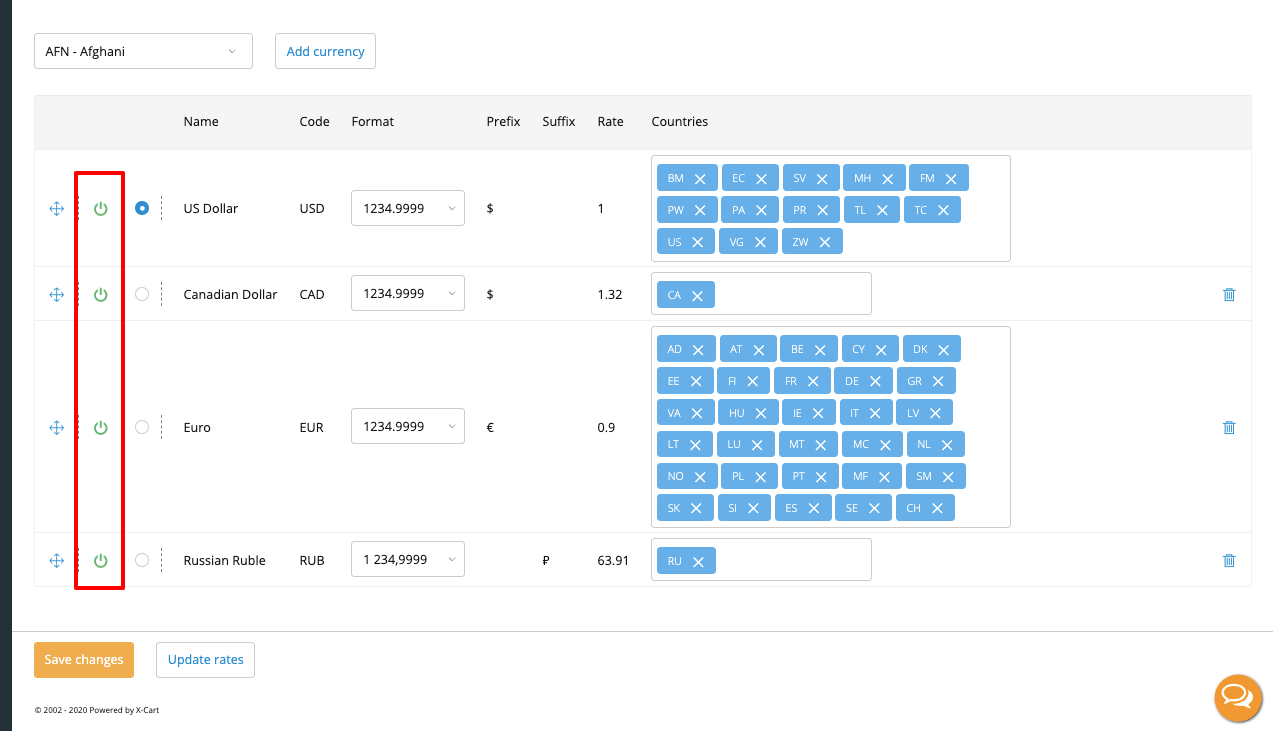 AFN - Afghani Add currency
Name Code Format Prefix Suffix Rate Countries
BM EC SV MH FM
US Dollar USD 1234.9999 $ 1 PW PA PR TL TC
US VG ZW
Canadian Dollar CAD 1234.9999 $ 1.32 CA
AD AT BE CY DK
EE FI FR DE GR
VA HU IE IT LV
Euro EUR 1234.9999 € 0.9
LT LU MT MC NL
NO PL PT MF SM
SK SI ES SE CH
Russian Ruble RUB 1 234,9999 ₽ 63.91 RU
Save changes Update rates
© 2002 - 2020 Powered by X-Cart